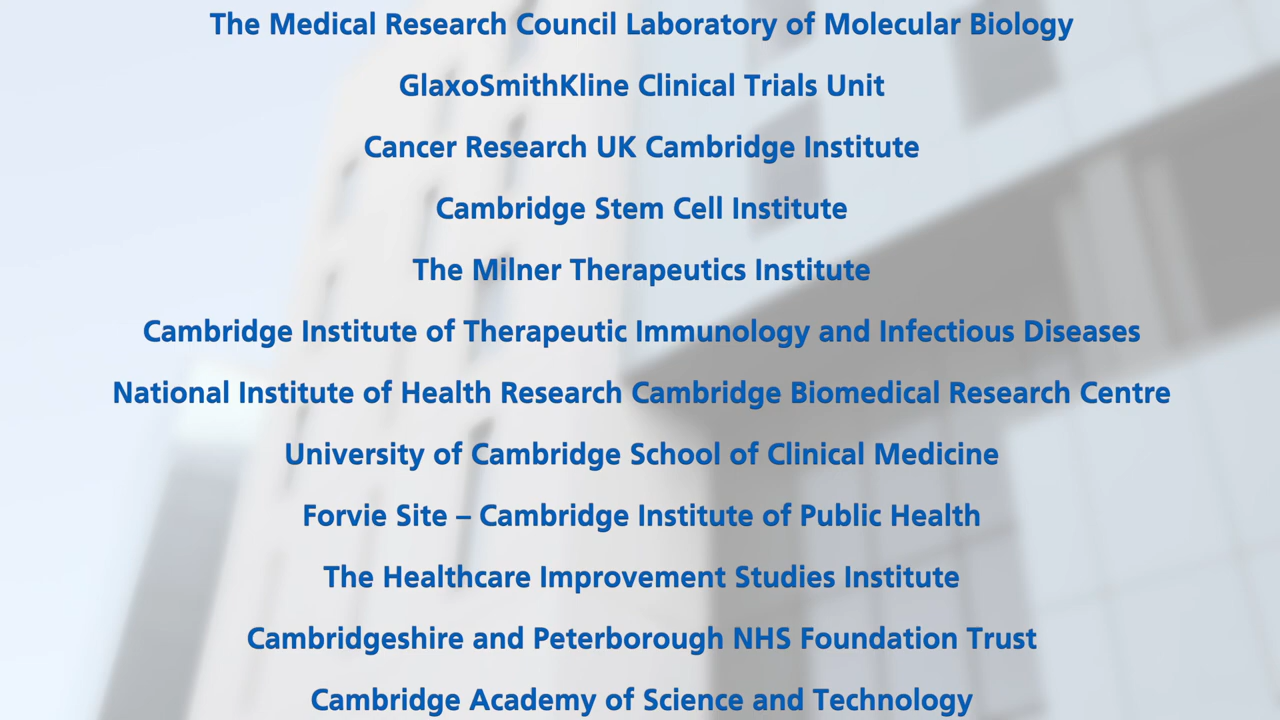 The Medical Research Council Laboratory of Molecular Biology
GlaxoSmithKline Clinical Trials Unit
Cancer Research UK Cambridge Institute
Cambridge Stem Cell Institute
The Milner Therapeutics Institute
Cambridge Institute of Therapeutic Immunology and Infectious Diseases
National Institute of Health Research Cambridge Biomedical Research Centre
University of Cambridge School of Clinical Medicine
Forvie Site – Cambridge Institute of Public Health
The Healthcare Improvement Studies Institute
Cambridgeshire and Peterborough NHS Foundation Trust
Cambridge Academy of Science and Technology